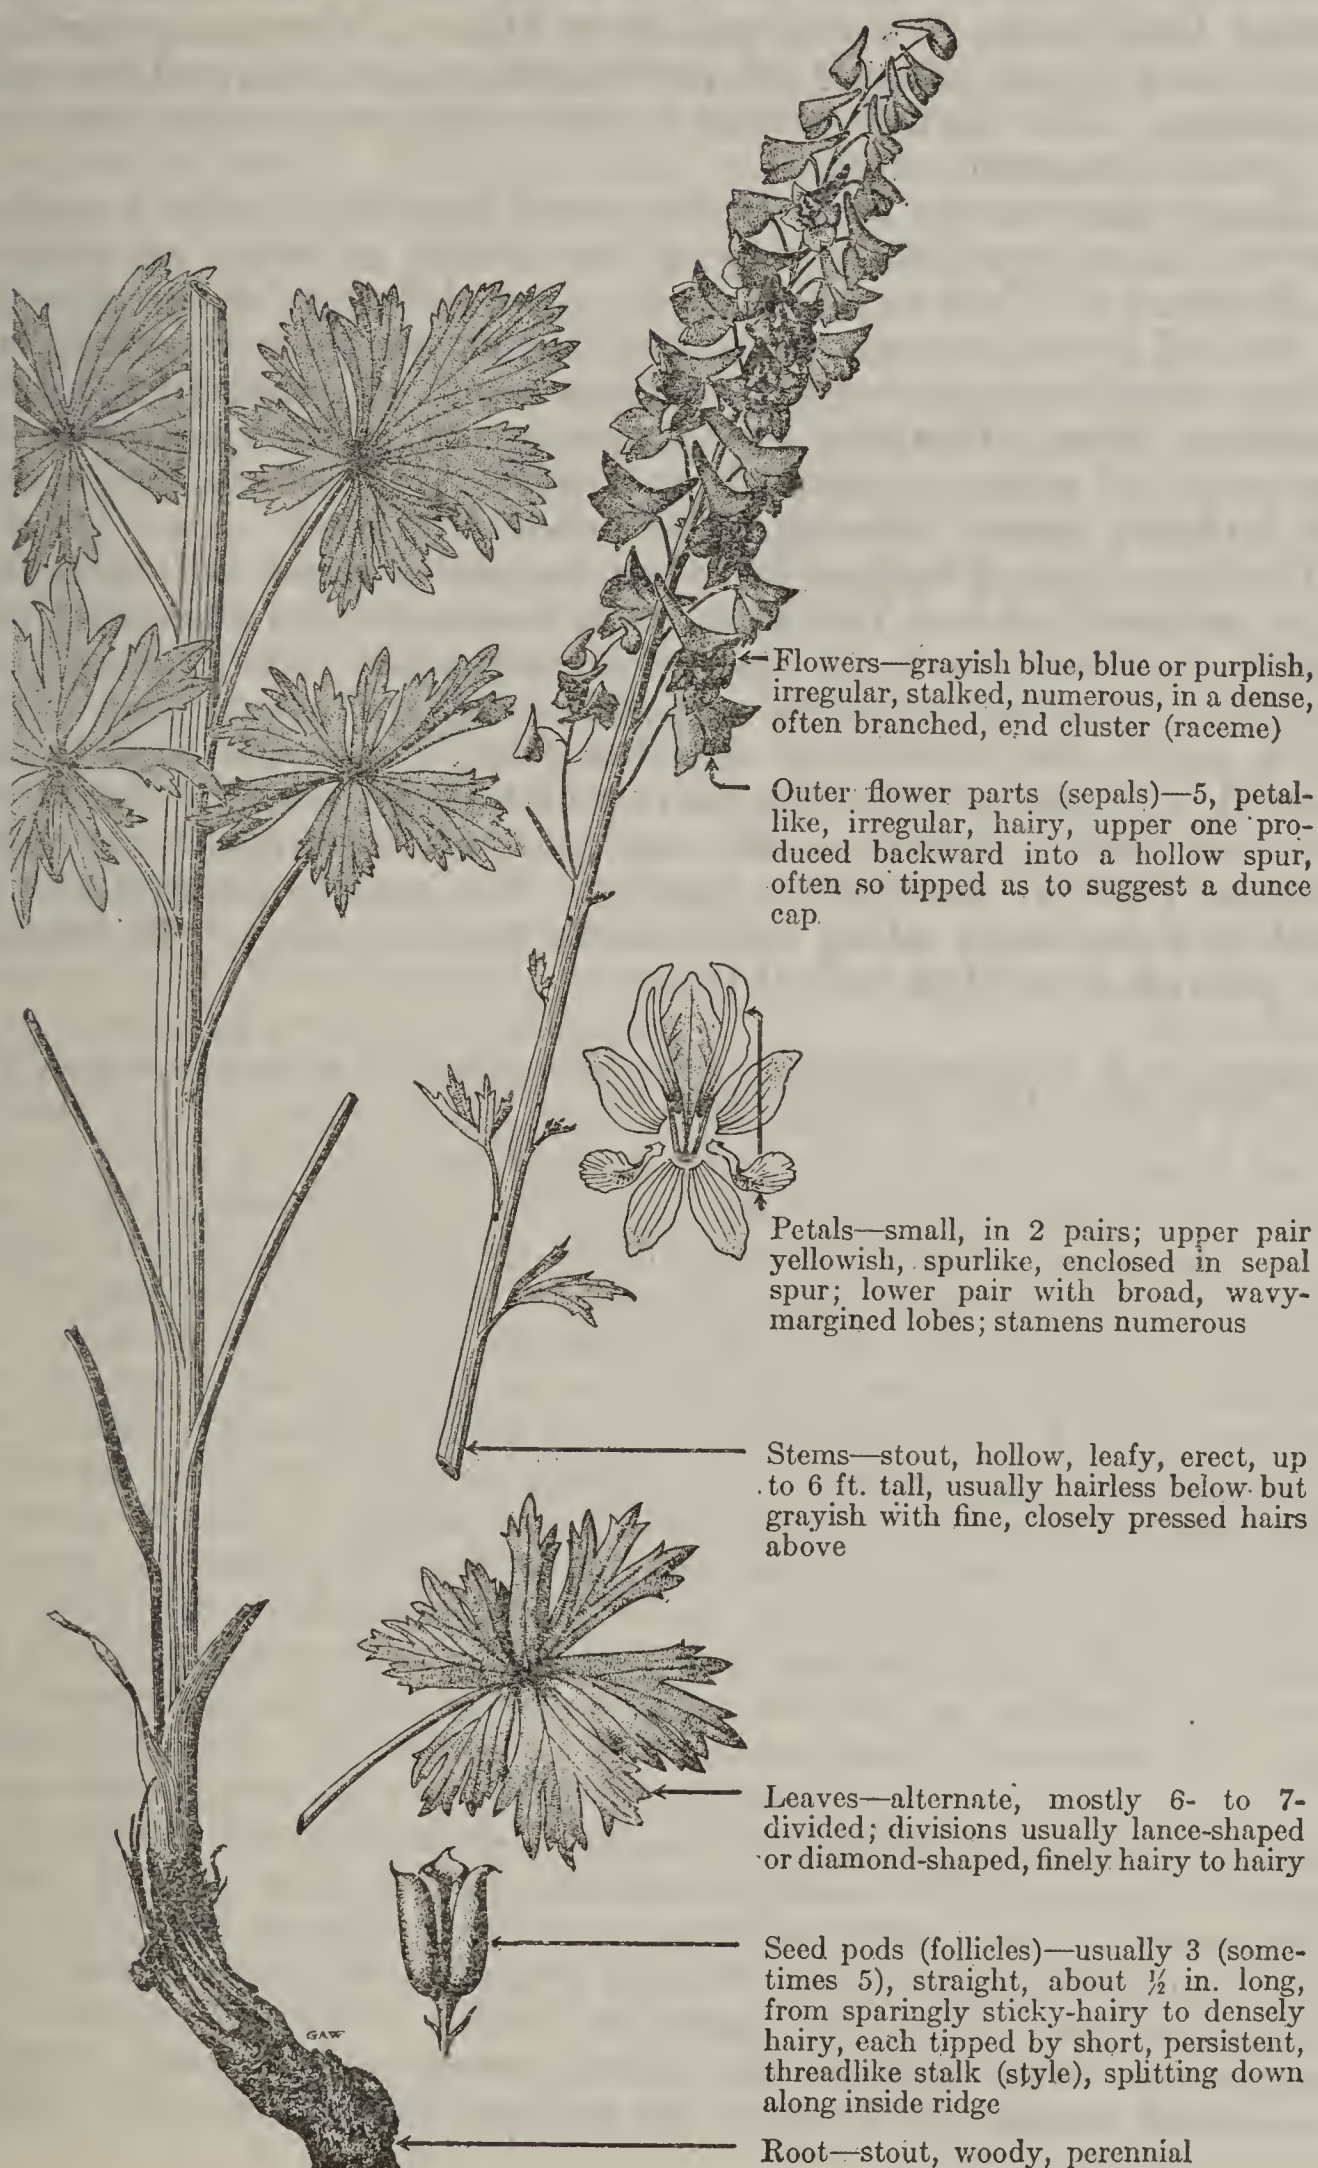 Flowers—grayish blue, blue or purplish,
irregular, stalked, numerous, in a dense,
often branched, end cluster (raceme)
Outer flower parts (sepals)—5, petal-
like, irregular, hairy, upper one pro-
duced backward into a hollow spur,
often so tipped as to suggest a dunce
cap.
Petals—small, in 2 pairs; upper pair
yellowish, spurlike, enclosed in sepal
spur; lower pair with broad, wavy-
margined lobes; stamens numerous
Stems—stout, hollow, leafy, erect, up
to 6 ft. tall, usually hairless below but
grayish with fine, closely pressed hairs
above
Leaves—alternate, mostly 6- to 7-
divided; divisions usually lance-shaped
or diamond-shaped, finely hairy to hairy
Seed pods (follicles)—usually 3 (some-
times 5), straight, about ½ in. long,
from sparingly sticky-hairy to densely
hairy, each tipped by short, persistent,
threadlike stalk (style), splitting down
along inside ridge
GAW
Root—stout, woody, perennial